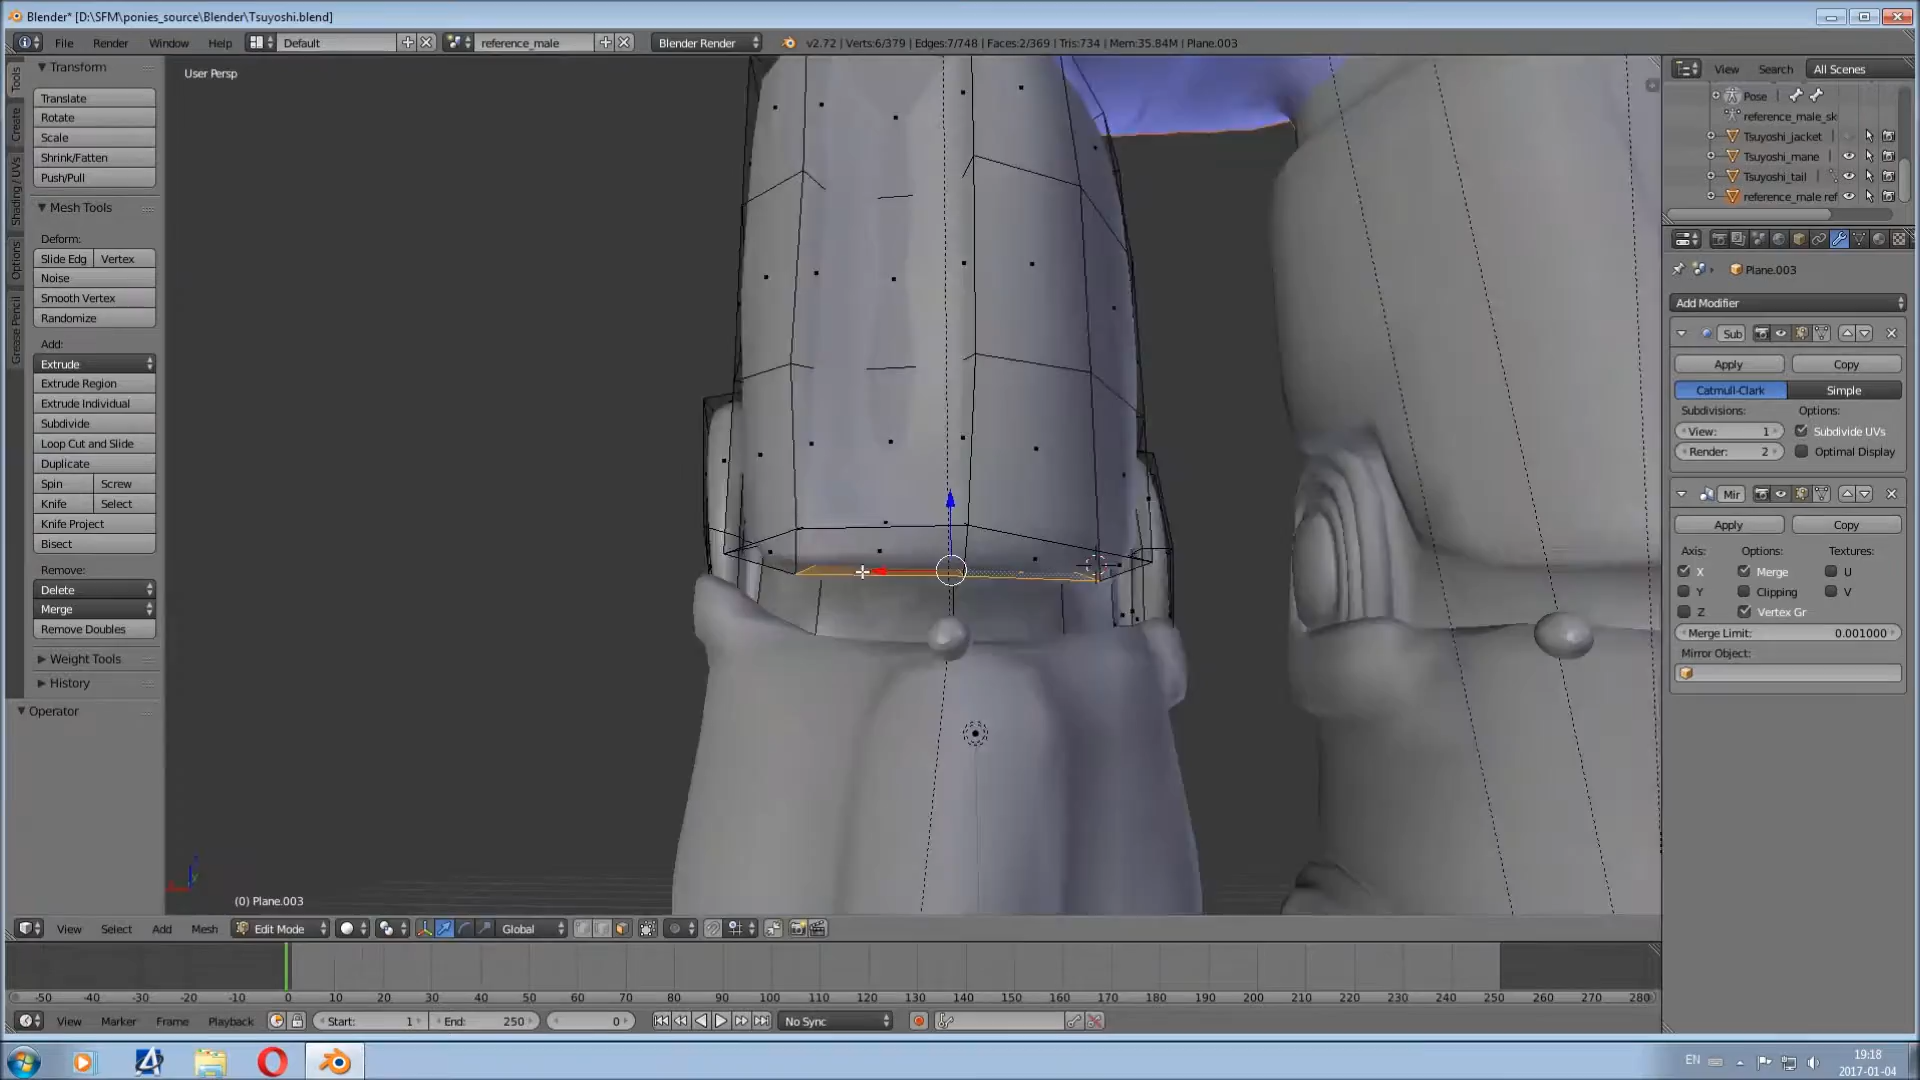 Blender* [D:\SFM\ponies_source\Blender\Tsuyoshi.blend]
File Render Window Help Default reference_male Blender Render v2.72 | Verts:6/379 | Edges:7/748 | Faces:2/369 | Tris:734 | Mem:35.84M | Plane.003
Tools
Create
Shading / UVs
Options
Grease Pencil
Transform
Translate
Rotate
Scale
Shrink/Fatten
Push/Pull
Mesh Tools
Deform:
Slide Edg Vertex
Noise
Smooth Vertex
Randomize
Add:
Extrude
Extrude Region
Extrude Individual
Subdivide
Loop Cut and Slide
Duplicate
Spin Screw
Knife Select
Knife Project
Bisect
Remove:
Delete
Merge
Remove Doubles
Weight Tools
History
Operator
User Persp
(0) Plane.003
View Search All Scenes
Pose
reference_male_sk
Tsuyoshi_jacket
Tsuyoshi_mane
Tsuyoshi_tail
reference_male ref
Plane.003
Add Modifier
Sub
Apply Copy
Catmull-Clark Simple
Subdivisions: Options:
View: 1 Subdivide UVs
Render: 2 Optimal Display
Mir
Apply Copy
Axis: Options: Textures:
X Merge U
Y Clipping V
Z Vertex Gr
Merge Limit: 0.001000
Mirror Object:
View Select Add Mesh Edit Mode Global
-50 -40 -30 -20 -10 0 10 20 30 40 50 60 70 80 90 100 110 120 130 140 150 160 170 180 190 200 210 220 230 240 250 260 270 280
View Marker Frame Playback Start: 1 End: 250 0 No Sync
EN
19:18
2017-01-04